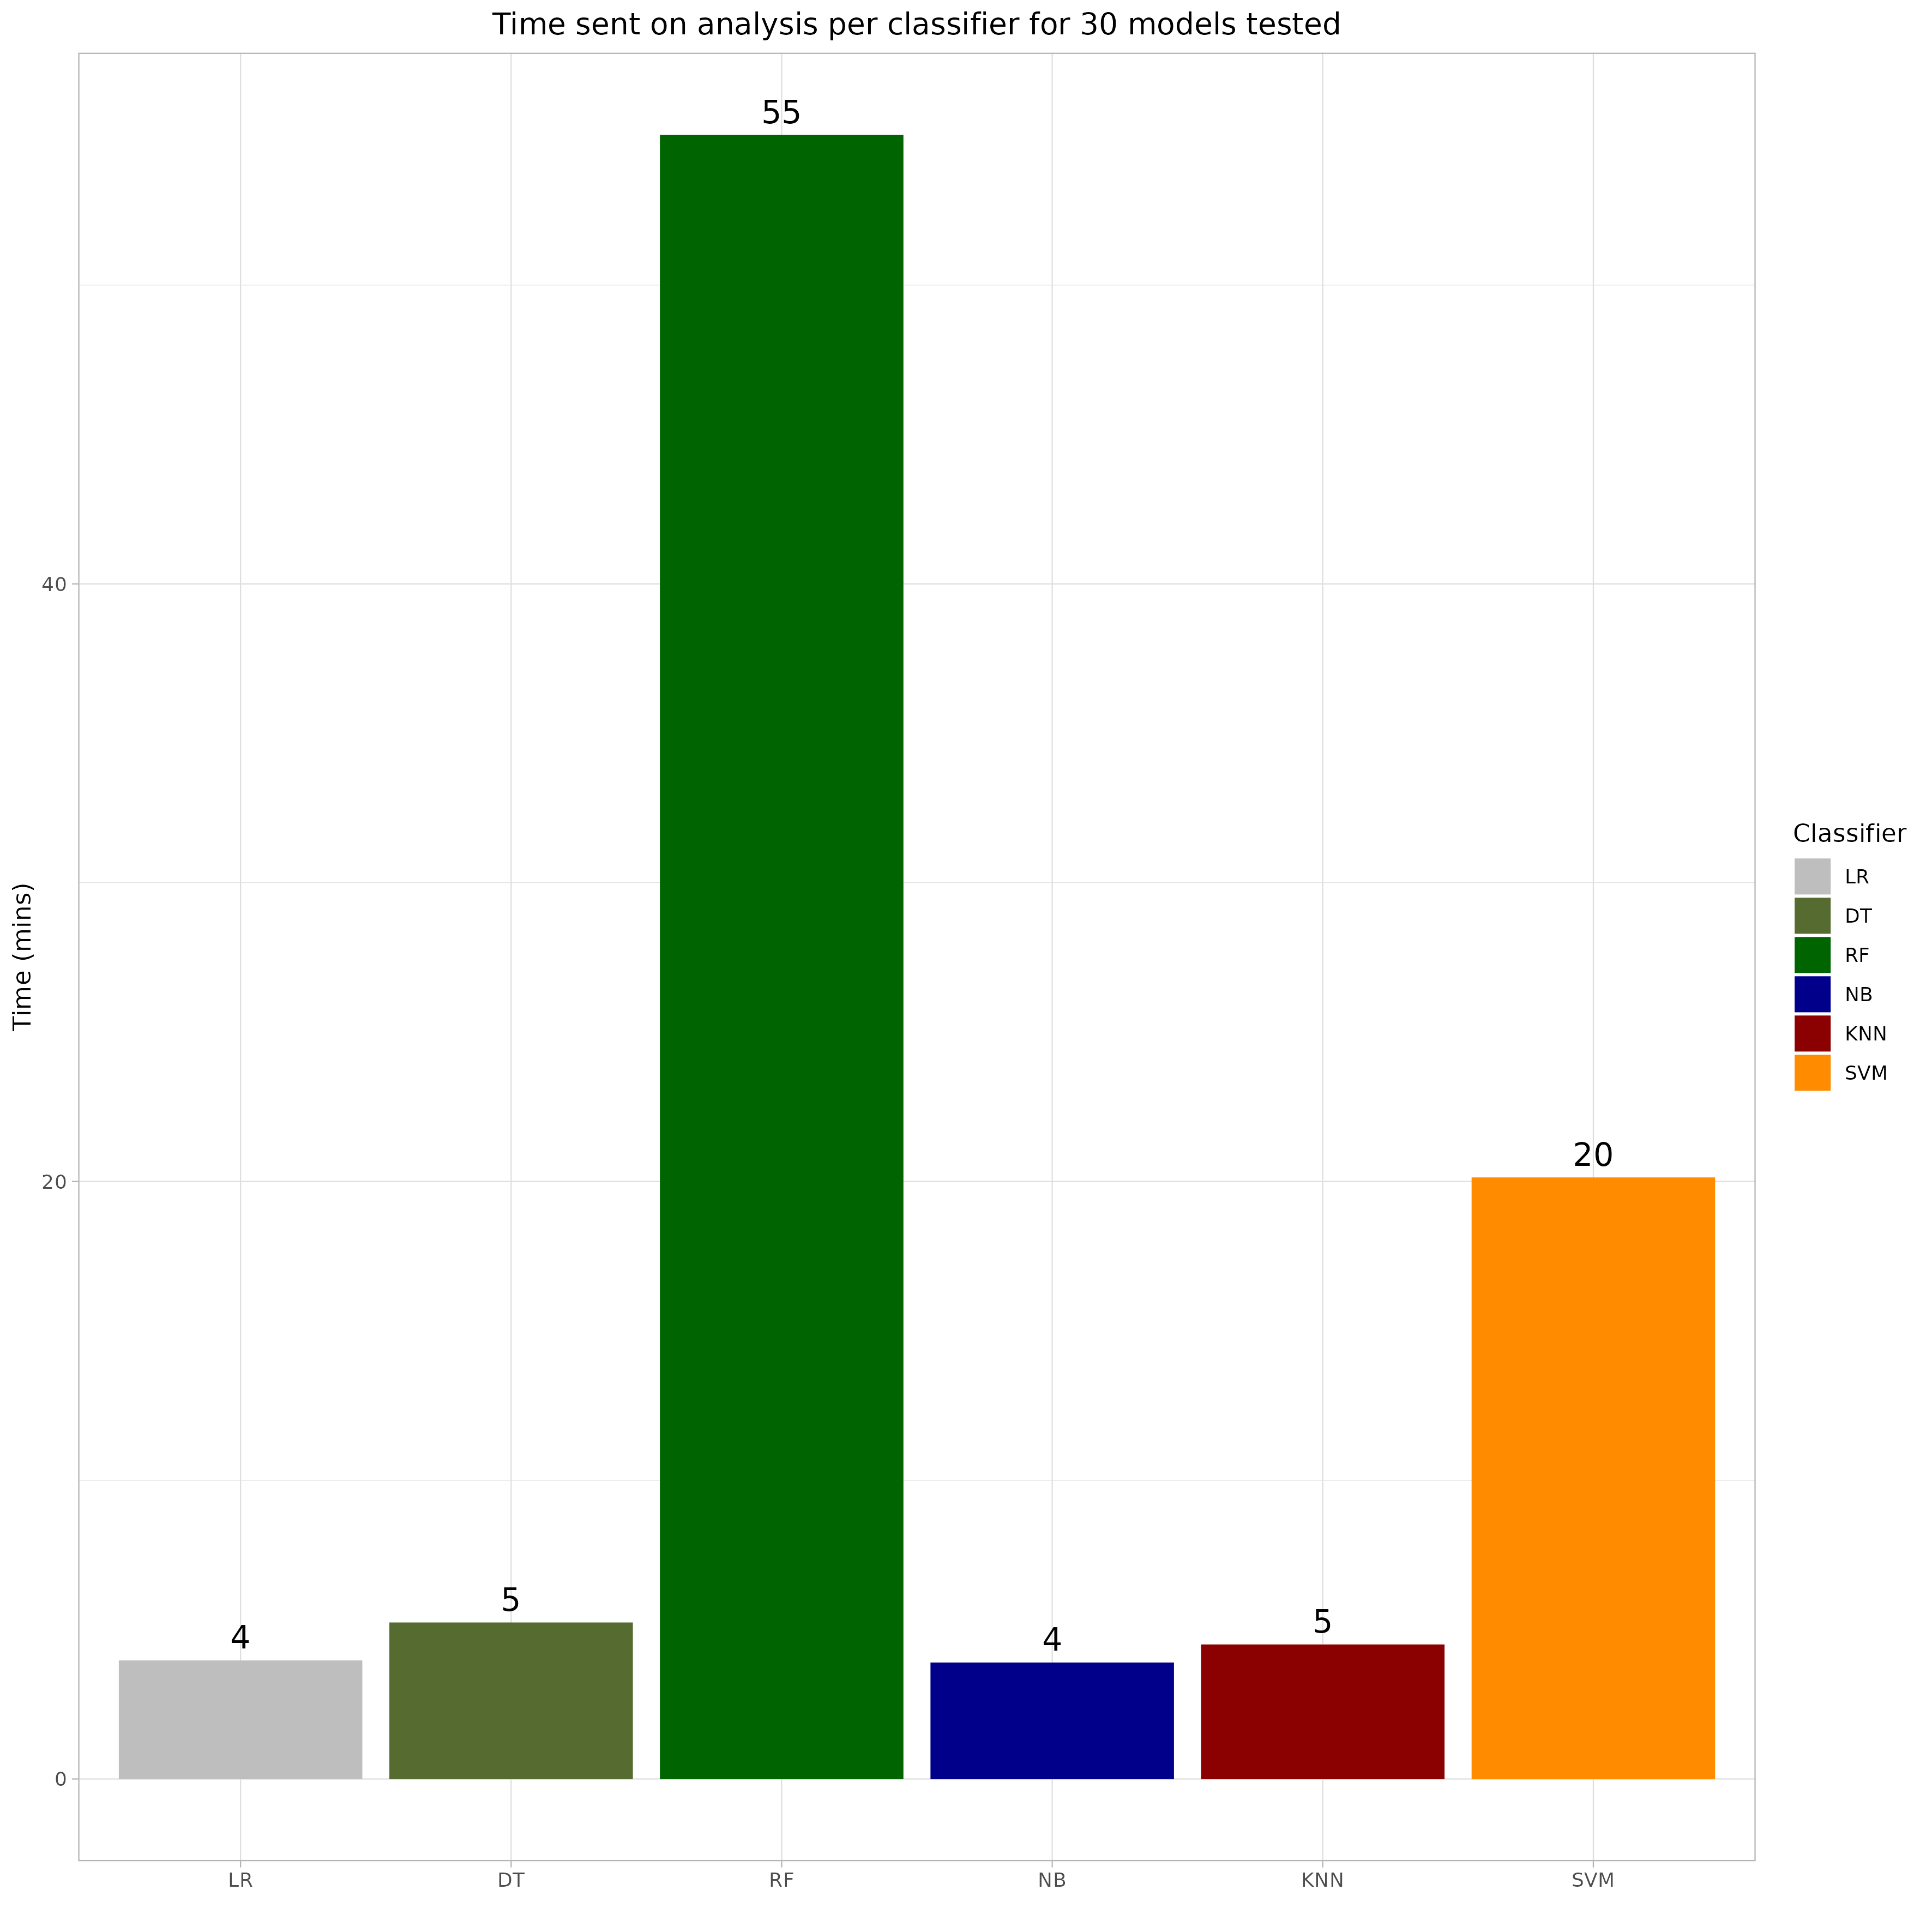 Time sent on analysis per classifier for 30 models tested
55
40
Classifier
LR
DT
RF
NB
KNN
SVM
Time (mins)
20
20
5
4
4
5
0
LR DT RF NB KNN SVM